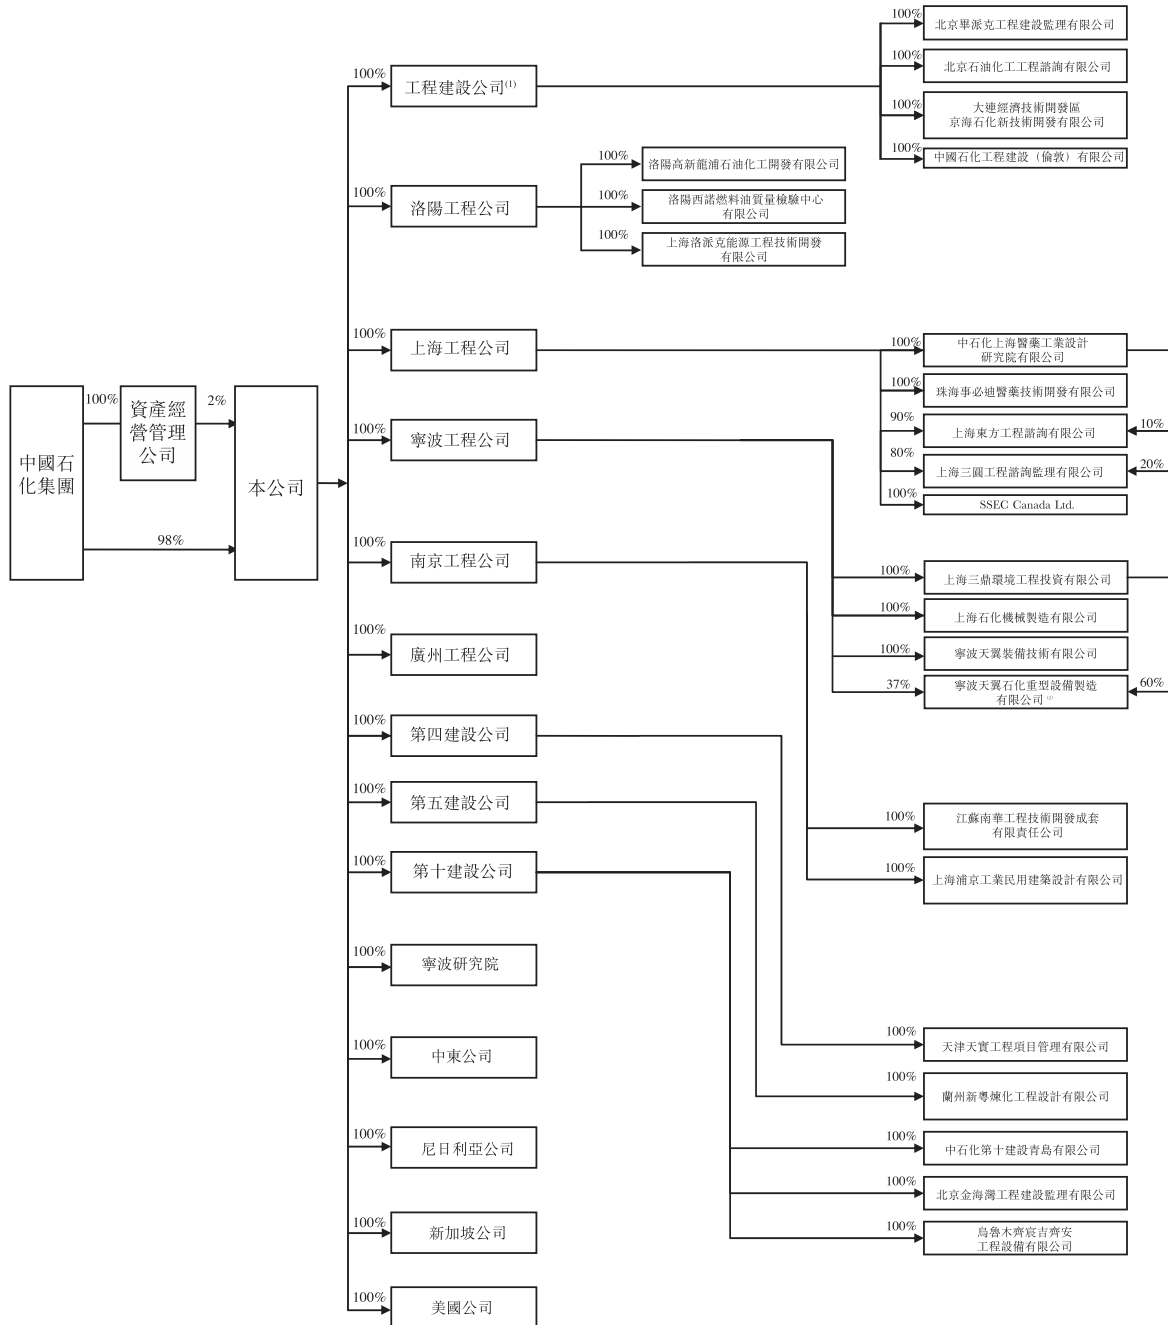 中國石
化集團
100%
資產經
營管理
公司
2%
98%
本公司
100%
工程建設公司(1)
100%
北京畢派克工程建設監理有限公司
100%
北京石油化工工程諮詢有限公司
100%
大連經濟技術開發區
京海石化新技術開發有限公司
100%
中國石化工程建設（倫敦）有限公司
100%
洛陽工程公司
100%
洛陽高新龍浦石油化工開發有限公司
100%
洛陽西諾燃料油質量檢驗中心
有限公司
100%
上海洛派克能源工程技術開發
有限公司
100%
上海工程公司
100%
中石化上海醫藥工業設計
研究院有限公司
100%
珠海事必迪醫藥技術開發有限公司
90%
上海東方工程諮詢有限公司
10%
80%
上海三圓工程諮詢監理有限公司
20%
100%
SSEC Canada Ltd.
100%
寧波工程公司
100%
上海三鼎環境工程投資有限公司
100%
上海石化機械製造有限公司
100%
寧波天翼裝備技術有限公司
37%
寧波天翼石化重型設備製造
有限公司(2)
60%
100%
南京工程公司
100%
江蘇南華工程技術開發成套
有限責任公司
100%
上海浦京工業民用建築設計有限公司
100%
廣州工程公司
100%
第四建設公司
100%
天津天實工程項目管理有限公司
100%
第五建設公司
100%
蘭州新粵煉化工程設計有限公司
100%
第十建設公司
100%
中石化第十建設青島有限公司
100%
北京金海灣工程建設監理有限公司
100%
烏魯木齊宸吉齊安
工程設備有限公司
100%
寧波研究院
100%
中東公司
100%
尼日利亞公司
100%
新加坡公司
100%
美國公司